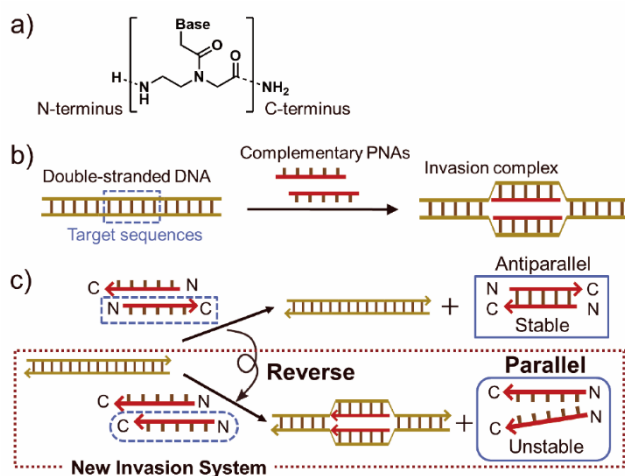 a)
Base
O
O
H
N
H
N
NH2
N-terminus
C-terminus
b)
Complementary PNAs
Double-stranded DNA
Invasion complex
Target sequences
c)
Antiparallel
C N
N C
+
N C
C N
Stable
Reverse
Parallel
C N
C N
+
C N
C N
Unstable
New Invasion System